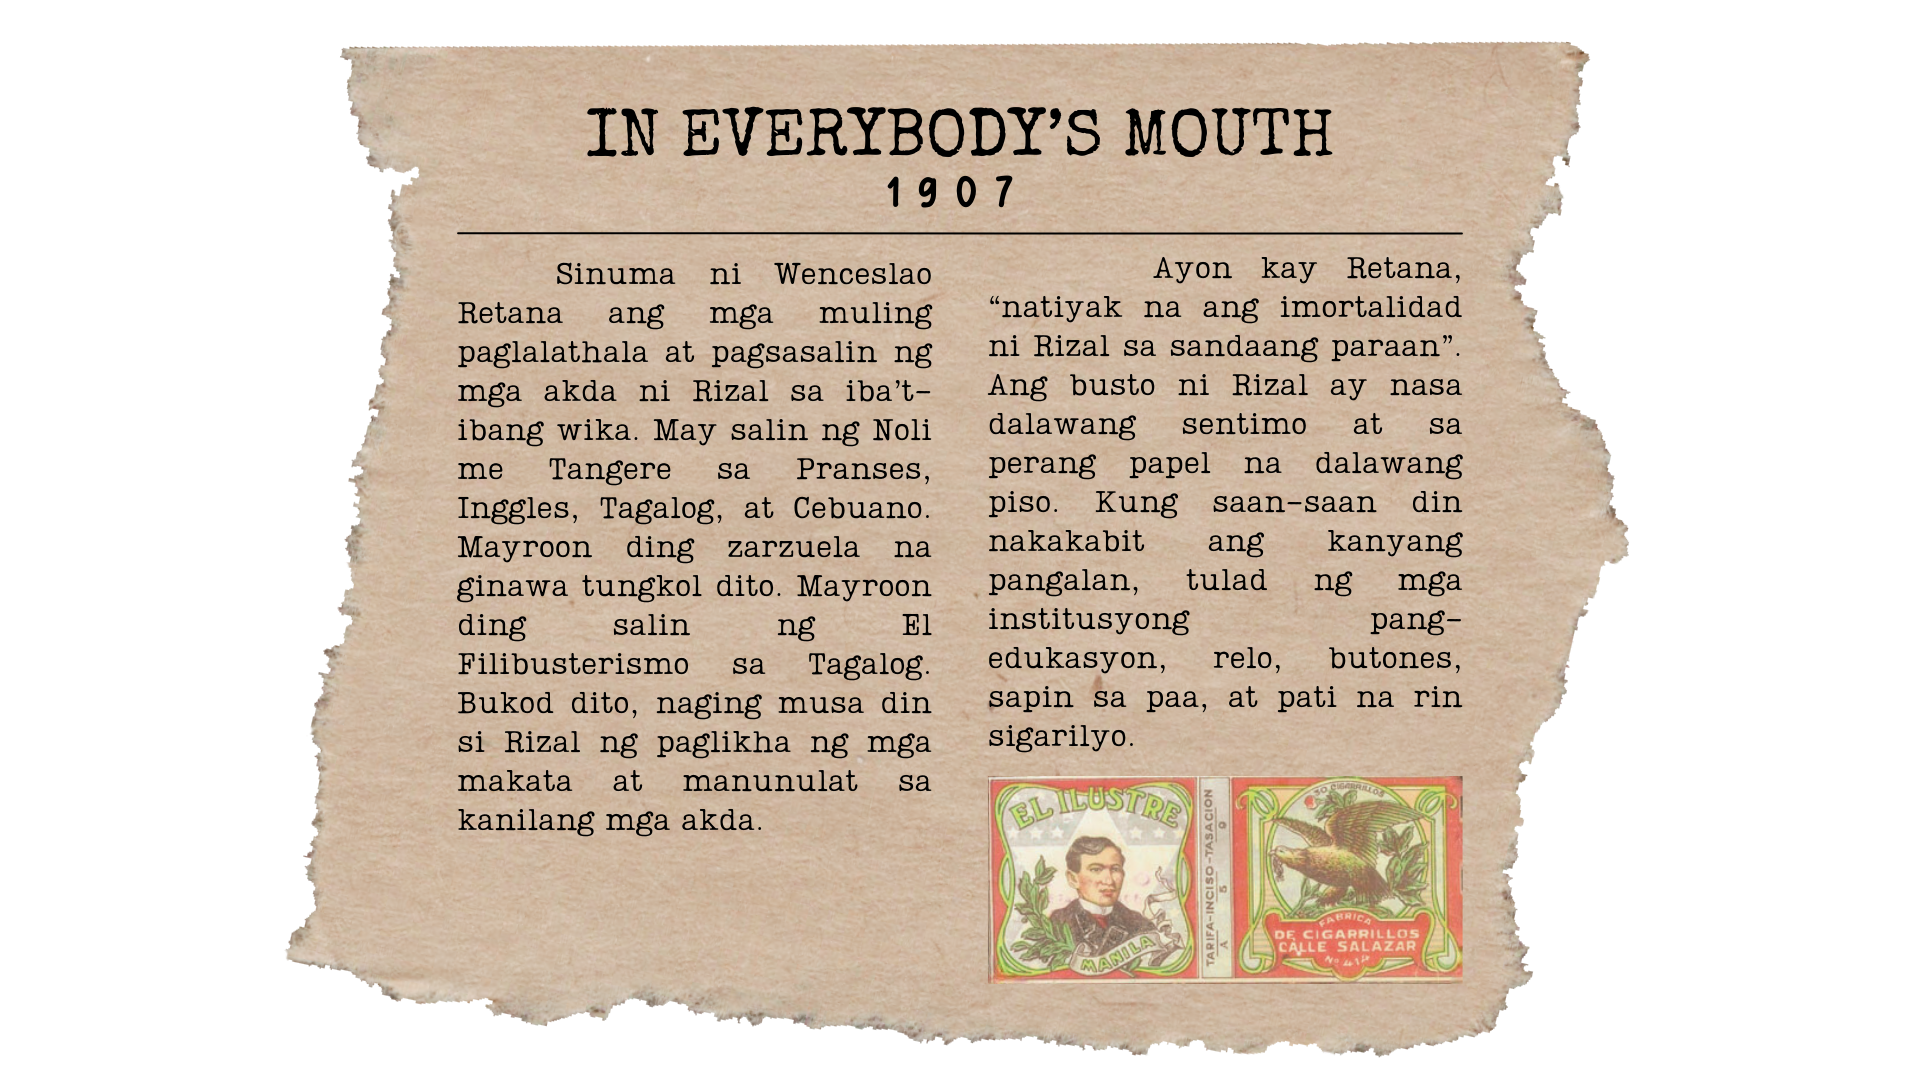 IN EVERYBODY’S MOUTH
1907
Sinuma ni Wenceslao
Retana ang mga muling
paglalathala at pagsasalin ng
mga akda ni Rizal sa iba’t-
ibang wika. May salin ng Noli
me Tangere sa Pranses,
Inggles, Tagalog, at Cebuano.
Mayroon ding zarzuela na
ginawa tungkol dito. Mayroon
ding salin ng El
Filibusterismo sa Tagalog.
Bukod dito, naging musa din
si Rizal ng paglikha ng mga
makata at manunulat sa
kanilang mga akda.
Ayon kay Retana,
“natiyak na ang imortalidad
ni Rizal sa sandaang paraan”.
Ang busto ni Rizal ay nasa
dalawang sentimo at sa
perang papel na dalawang
piso. Kung saan-saan din
nakakabit ang kanyang
pangalan, tulad ng mga
institusyong pang-
edukasyon, relo, butones,
sapin sa paa, at pati na rin
sigarilyo.
EL ILUSTRE
MANILA
TARIFA-INCISO-TASACION
A 5 9
30 CIGARRILLOS
FABRICA
DE CIGARRILLOS
CALLE SALAZAR
Nº 414